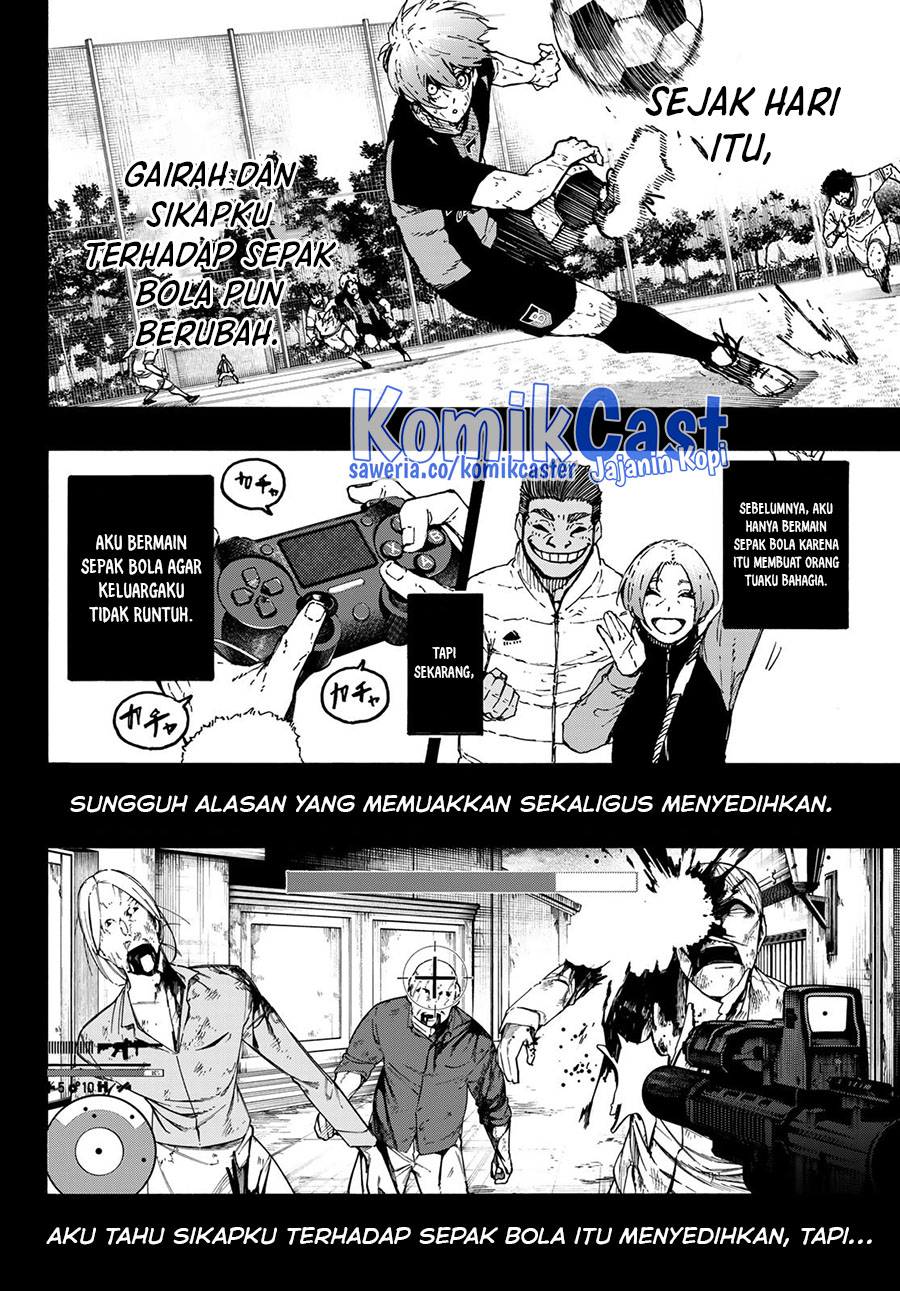 SEJAK HARI
ITU,
GAIRAH DAN
SIKAPKU
TERHADAP SEPAK
BOLA PUN
BERUBAH.
KomikCast
saweria.co/komikcaster Jajanin Kopi
SEBELUMNYA, AKU
HANYA BERMAIN
SEPAK BOLA KARENA
ITU MEMBUAT ORANG
TUAKU BAHAGIA.
TAPI
SEKARANG,
ガチャ
AKU BERMAIN
SEPAK BOLA AGAR
KELUARGAKU
TIDAK RUNTUH.
ガチャ
ガチャ
SUNGGUH ALASAN YANG MEMUAKKAN SEKALIGUS MENYEDIHKAN.
AKU TAHU SIKAPKU TERHADAP SEPAK BOLA ITU MENYEDIHKAN, TAPI...